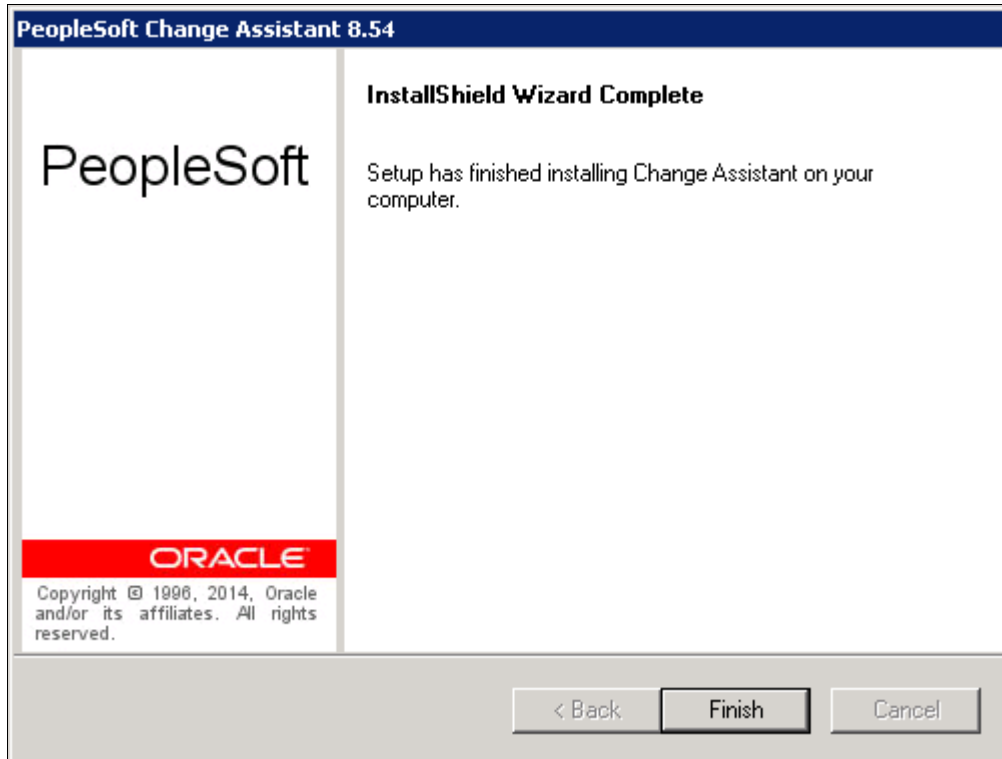 PeopleSoft Change Assistant 8.54
PeopleSoft
ORACLE
Copyright © 1996, 2014, Oracle
and/or its affiliates. All rights
reserved.
InstallShield Wizard Complete
Setup has finished installing Change Assistant on your
computer.
< Back
Finish
Cancel